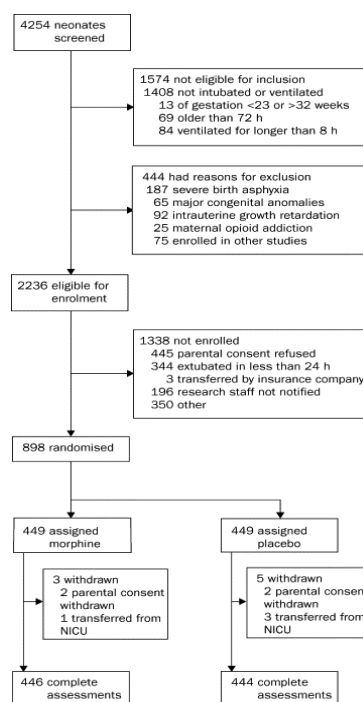 4254 neonates
screened
1574 not eligible for inclusion
1408 not intubated or ventilated
13 of gestation <23 or >32 weeks
69 older than 72 h
84 ventilated for longer than 8 h
444 had reasons for exclusion
187 severe birth asphyxia
65 major congenital anomalies
92 intrauterine growth retardation
25 maternal opioid addiction
75 enrolled in other studies
2236 eligible for
enrolment
1338 not enrolled
445 parental consent refused
344 extubated in less than 24 h
3 transferred by insurance company
196 research staff not notified
350 other
898 randomised
449 assigned
morphine
449 assigned
placebo
3 withdrawn
2 parental consent
withdrawn
1 transferred from
NICU
5 withdrawn
2 parental consent
withdrawn
3 transferred from
NICU
446 complete
assessments
444 complete
assessments